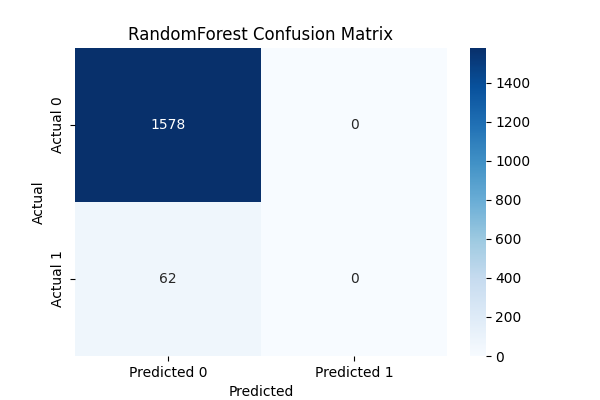 RandomForest Confusion Matrix
Actual
Actual 0
1578
0
Actual 1
62
0
Predicted 0
Predicted 1
Predicted
1400
1200
1000
800
600
400
200
0